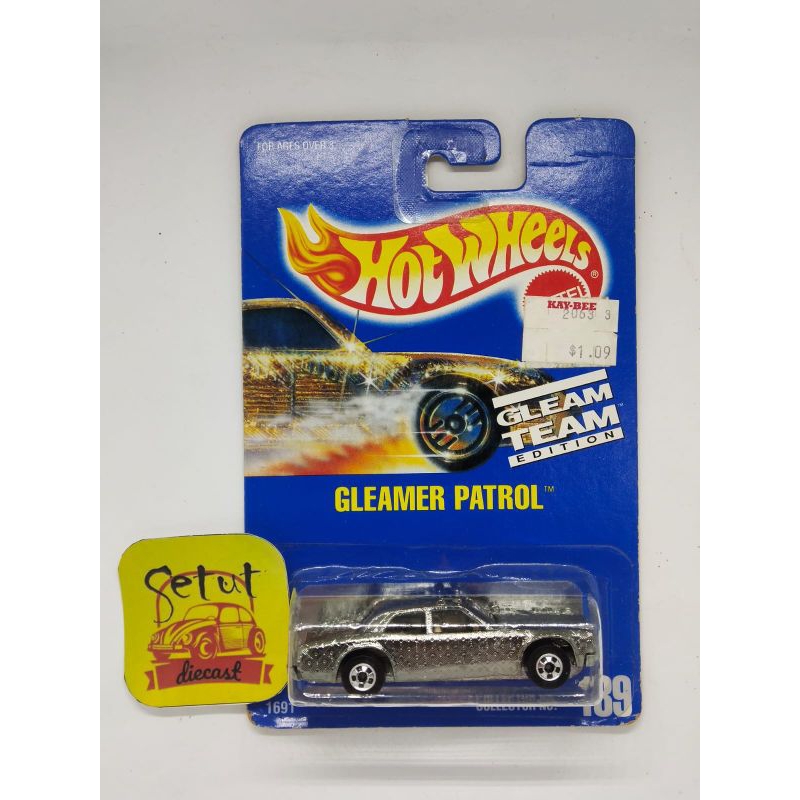 FOR AGES OVER 3
HOT WHEELS®
KAY-BEE
2063 3
$1.09
GLEAM
TEAM™
EDITION
GLEAMER PATROL™
Setut
diecast
1691
COLLECTOR NO.
189